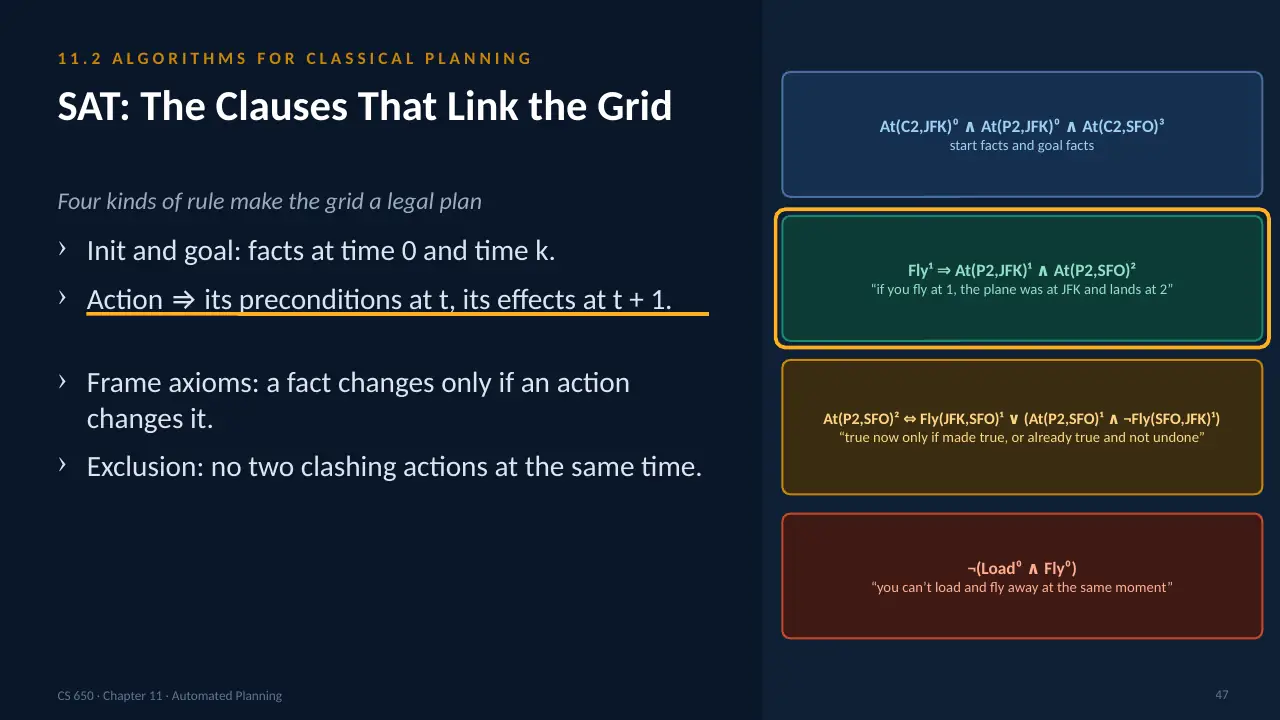 11.2 ALGORITHMS FOR CLASSICAL PLANNING
SAT: The Clauses That Link the Grid
Four kinds of rule make the grid a legal plan
› Init and goal: facts at time 0 and time k.
› Action ⇒ its preconditions at t, its effects at t + 1.
› Frame axioms: a fact changes only if an action
changes it.
› Exclusion: no two clashing actions at the same time.
At(C2,JFK)⁰ ∧ At(P2,JFK)⁰ ∧ At(C2,SFO)³
start facts and goal facts
Fly¹ ⇒ At(P2,JFK)¹ ∧ At(P2,SFO)²
“if you fly at 1, the plane was at JFK and lands at 2”
At(P2,SFO)² ⇔ Fly(JFK,SFO)¹ ∨ (At(P2,SFO)¹ ∧ ¬Fly(SFO,JFK)¹)
“true now only if made true, or already true and not undone”
¬(Load⁰ ∧ Fly⁰)
“you can’t load and fly away at the same moment”
CS 650 · Chapter 11 · Automated Planning
47